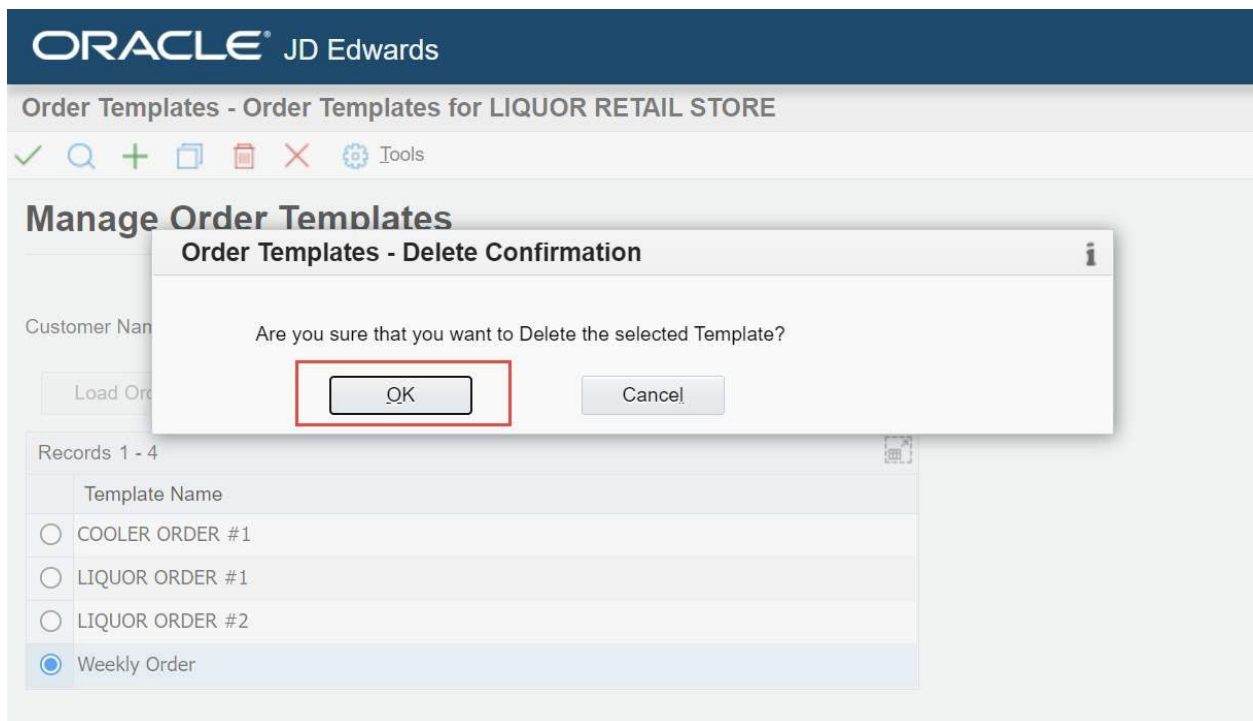 ORACLE JD Edwards
Order Templates - Order Templates for LIQUOR RETAIL STORE
Tools
Manage Order Templates
Order Templates - Delete Confirmation
Customer Nam
Are you sure that you want to Delete the selected Template?
Load Ord
OK Cancel
Records 1 - 4
Template Name
COOLER ORDER #1
LIQUOR ORDER #1
LIQUOR ORDER #2
Weekly Order